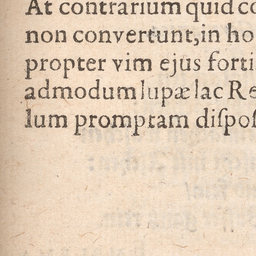 At contrarium quid co
non convertunt, in ho
propter vim ejus forti
admodum lupæ lac Re
lum promptam diſpoſ